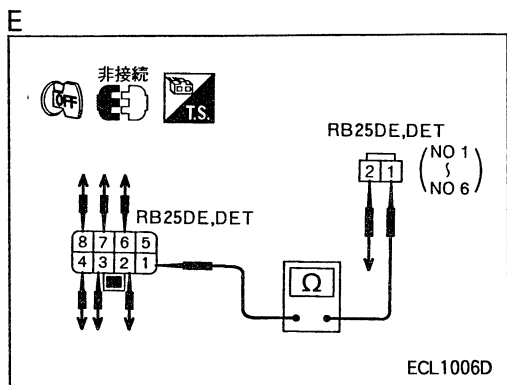 E
OFF
非接続
T.S.
RB25DE,DET
2 1
NO 1
〜
NO 6
RB25DE,DET
8 7 6 5
4 3 2 1
Ω
ECL1006D